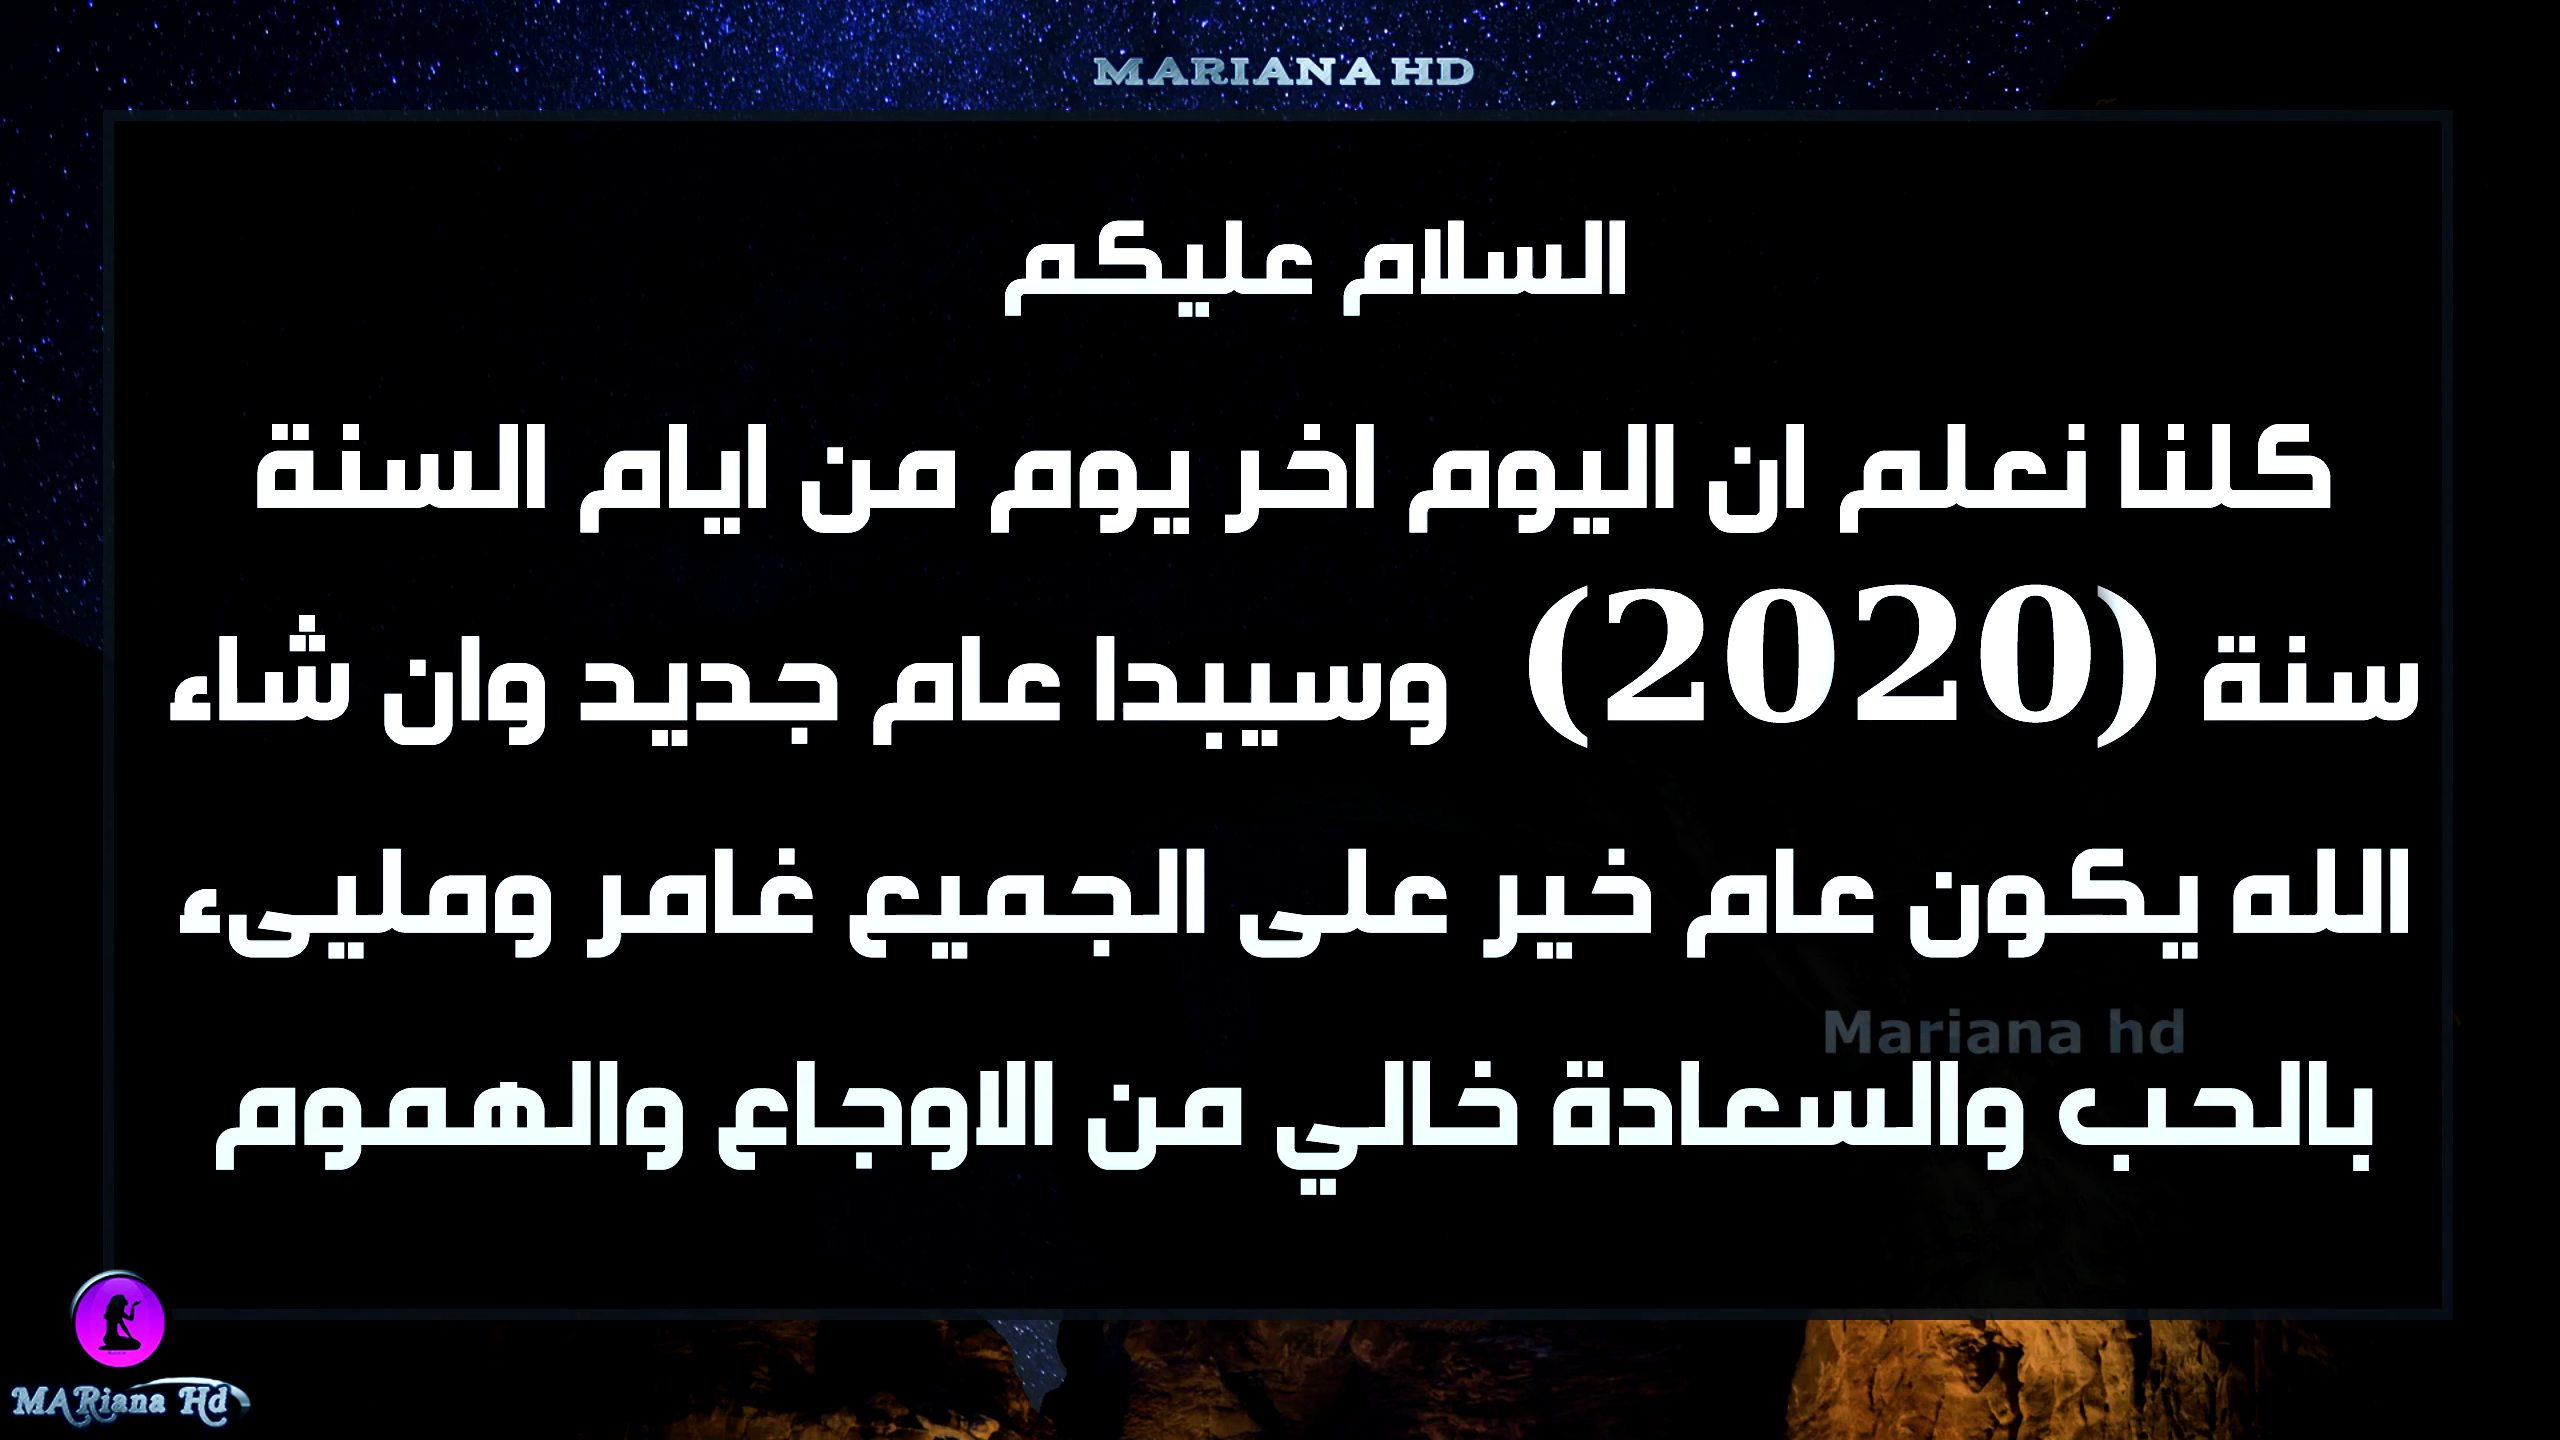 MARIANA HD
السلام عليكم
كلنا نعلم ان اليوم اخر يوم من ايام السنة
سنة (2020) وسيبدا عام جديد وان شاء
الله يكون عام خير على الجميع غامر ومليىء
Mariana hd
بالحب والسعادة خالي من الاوجاع والهموم
MARiana Hd